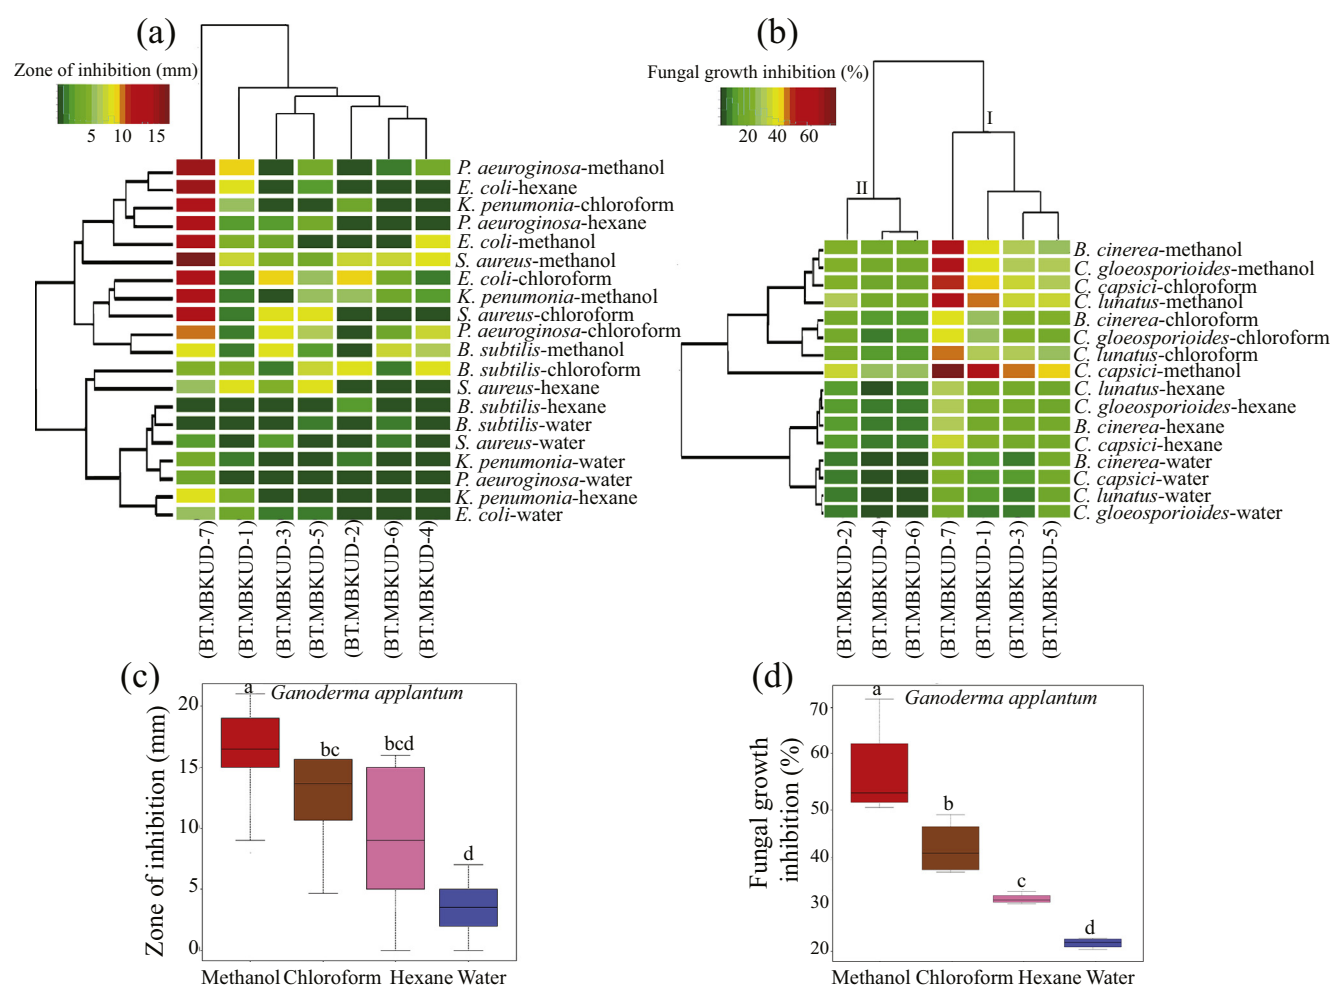 (a)
Zone of inhibition (mm)
5 10 15
P. aeuroginosa-methanol
E. coli-hexane
K. penumonia-chloroform
P. aeuroginosa-hexane
E. coli-methanol
S. aureus-methanol
E. coli-chloroform
K. penumonia-methanol
S. aureus-chloroform
P. aeuroginosa-chloroform
B. subtilis-methanol
B. subtilis-chloroform
S. aureus-hexane
B. subtilis-hexane
B. subtilis-water
S. aureus-water
K. penumonia-water
P. aeuroginosa-water
K. penumonia-hexane
E. coli-water
(BT.MBKUD-7)
(BT.MBKUD-1)
(BT.MBKUD-3)
(BT.MBKUD-5)
(BT.MBKUD-2)
(BT.MBKUD-6)
(BT.MBKUD-4)
(b)
Fungal growth inhibition (%)
20 40 60
I
II
B. cinerea-methanol
C. gloeosporioides-methanol
C. capsici-chloroform
C. lunatus-methanol
B. cinerea-chloroform
C. gloeosporioides-chloroform
C. lunatus-chloroform
C. capsici-methanol
C. lunatus-hexane
C. gloeosporioides-hexane
B. cinerea-hexane
C. capsici-hexane
B. cinerea-water
C. capsici-water
C. lunatus-water
C. gloeosporioides-water
(BT.MBKUD-2)
(BT.MBKUD-4)
(BT.MBKUD-6)
(BT.MBKUD-7)
(BT.MBKUD-1)
(BT.MBKUD-3)
(BT.MBKUD-5)
(c)
Zone of inhibition (mm)
20
15
10
5
0
Ganoderma applantum
a
bc
bcd
d
Methanol Chloroform Hexane Water
(d)
Fungal growth
inhibition (%)
70
60
50
40
30
20
Ganoderma applantum
a
b
c
d
Methanol Chloroform Hexane Water